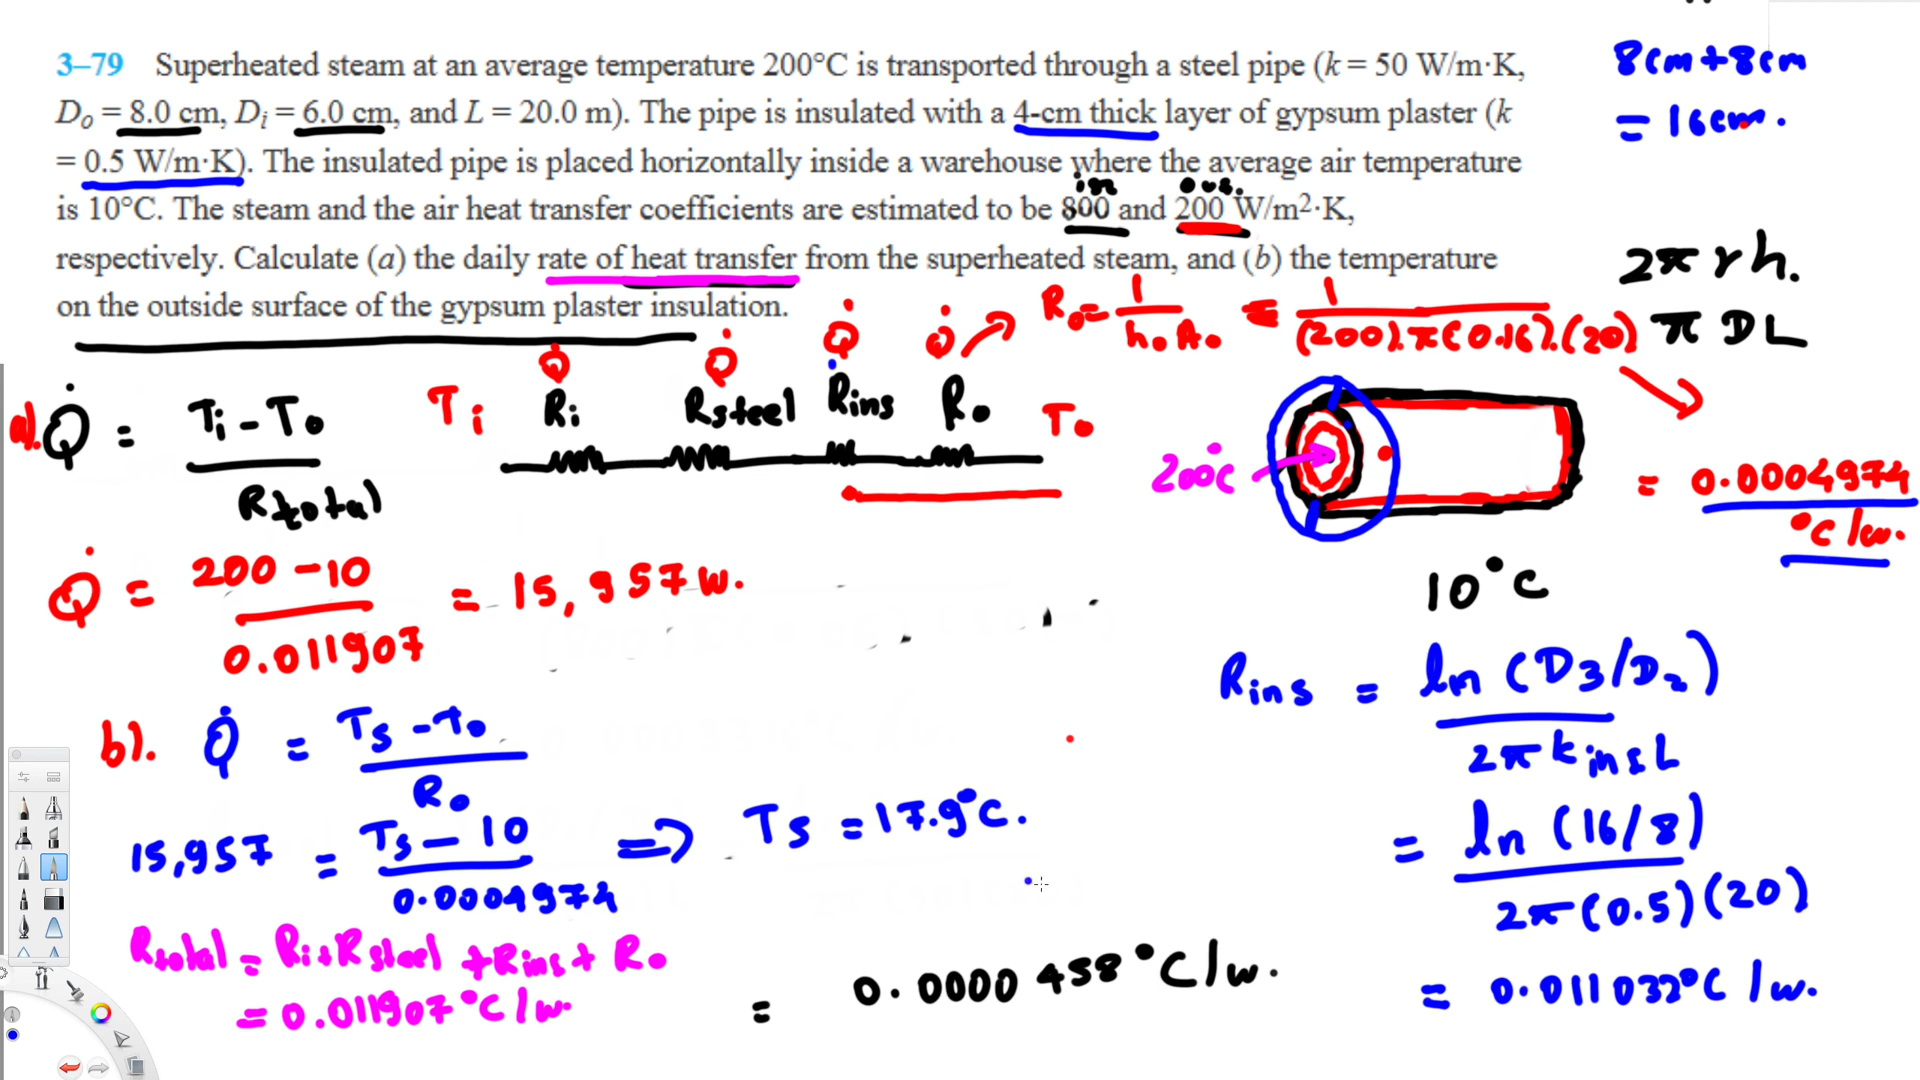 3–79 Superheated steam at an average temperature 200°C is transported through a steel pipe (k = 50 W/m·K,
Dₒ = 8.0 cm, Dᵢ = 6.0 cm, and L = 20.0 m). The pipe is insulated with a 4-cm thick layer of gypsum plaster (k
= 0.5 W/m·K). The insulated pipe is placed horizontally inside a warehouse where the average air temperature
is 10°C. The steam and the air heat transfer coefficients are estimated to be 800 and 200 W/m²·K,
respectively. Calculate (a) the daily rate of heat transfer from the superheated steam, and (b) the temperature
on the outside surface of the gypsum plaster insulation.
8cm+8cm
= 16cm.
2π r h.
π D L
Ro = 1 / ho Ao = 1 / (200).π(0.16).(20)
= 0.0004974
°C/w.
Q̇ Q̇ Q̇ Q̇
Ti Ri Rsteel Rins Ro To
a). Q̇ = Ti - To / Rtotal
200°C
10°C
Q̇ = 200 - 10 / 0.011907 = 15,957 w.
b). Q̇ = Ts - To / Ro
15,957 = Ts - 10 / 0.0004974 => Ts = 17.9°C.
Rtotal = Ri + Rsteel + Rins + Ro
= 0.011907 °C/w.
= 0.0000458 °C/w.
Rins = ln (D3/D2) / 2π kins L
= ln (16/8) / 2π(0.5)(20)
= 0.011032°C/w.